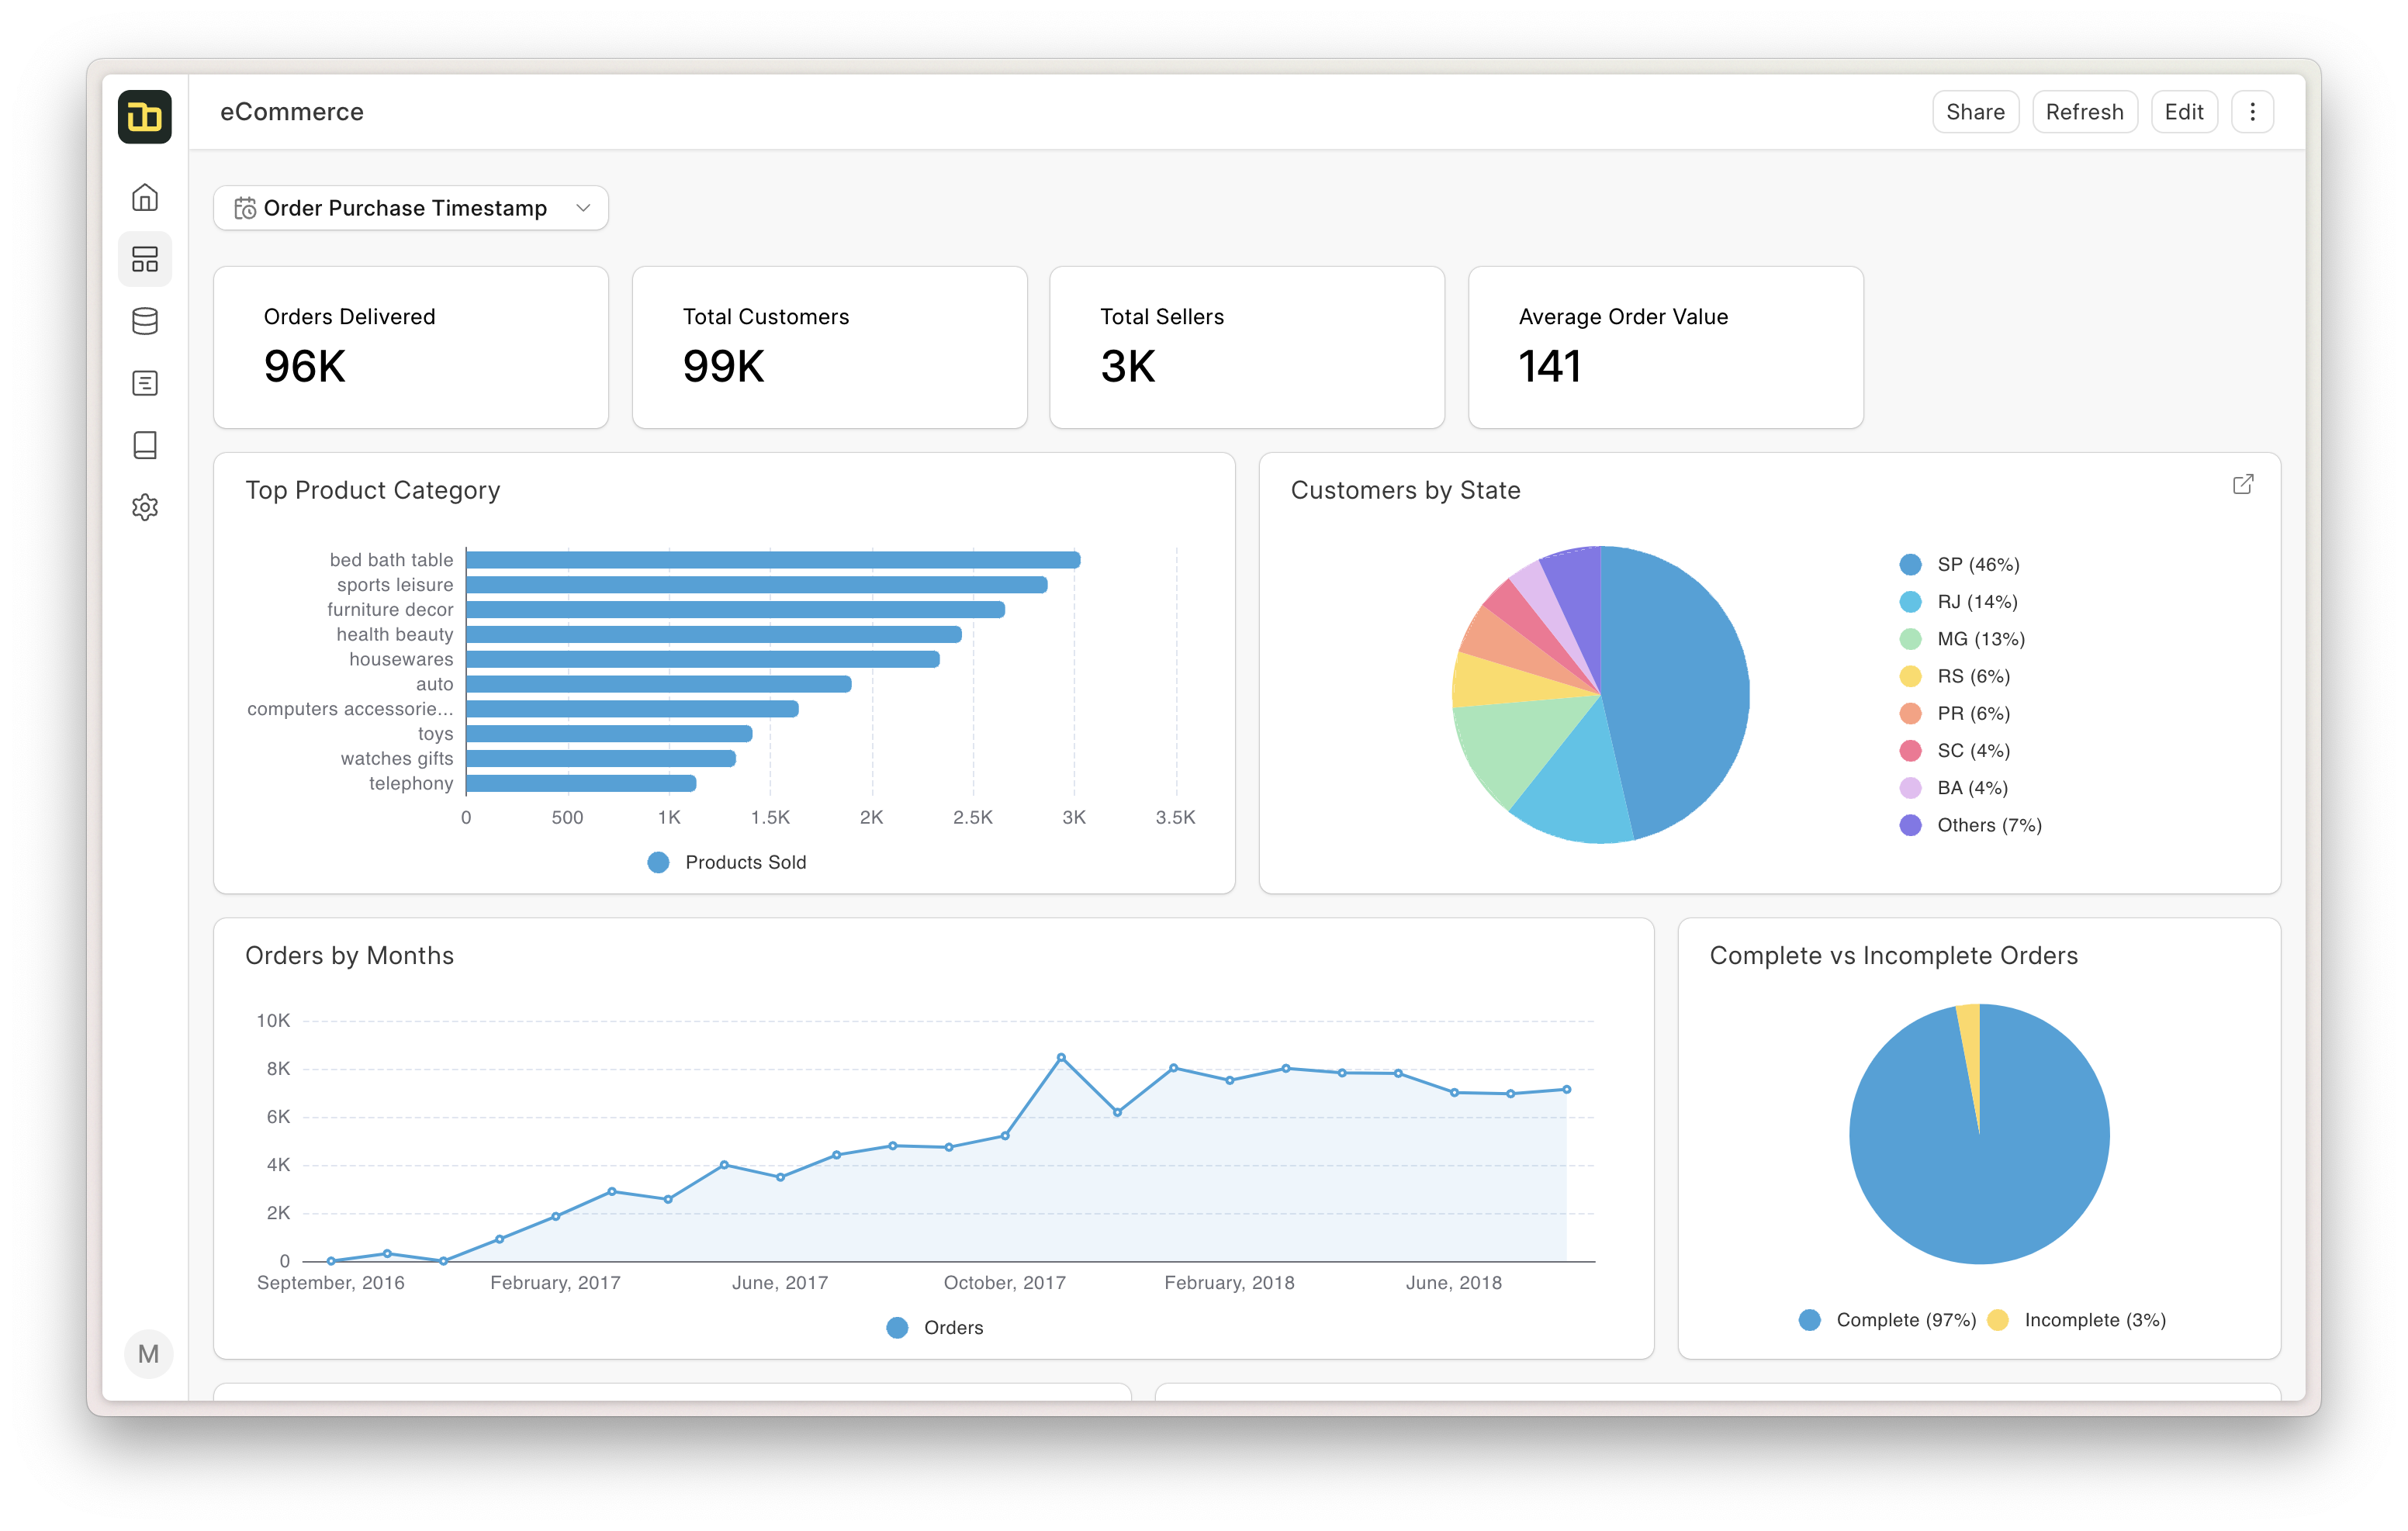 eCommerce
Share
Refresh
Edit
Order Purchase Timestamp
Orders Delivered
96K
Total Customers
99K
Total Sellers
3K
Average Order Value
141
Top Product Category
bed bath table
sports leisure
furniture decor
health beauty
housewares
auto
computers accessorie...
toys
watches gifts
telephony
0 500 1K 1.5K 2K 2.5K 3K 3.5K
Products Sold
Customers by State
SP (46%)
RJ (14%)
MG (13%)
RS (6%)
PR (6%)
SC (4%)
BA (4%)
Others (7%)
Orders by Months
10K
8K
6K
4K
2K
0
September, 2016 February, 2017 June, 2017 October, 2017 February, 2018 June, 2018
Orders
Complete vs Incomplete Orders
Complete (97%) Incomplete (3%)
M